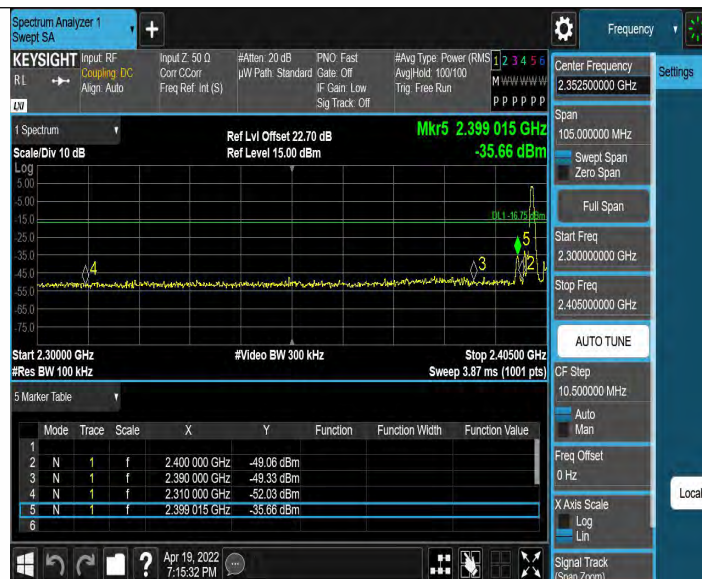 Spectrum Analyzer 1
Swept SA
+
Frequency
KEYSIGHT
RL
LXI
Input: RF
Coupling: DC
Align: Auto
Input Z: 50 Ω
Corr CCorr
Freq Ref: Int (S)
#Atten: 20 dB
µW Path: Standard
PNO: Fast
Gate: Off
IF Gain: Low
Sig Track: Off
#Avg Type: Power (RMS
Avg|Hold: 100/100
Trig: Free Run
1 2 3 4 5 6
M W W W W W
P P P P P P
1 Spectrum
Scale/Div 10 dB
Log
Ref Lvl Offset 22.70 dB
Ref Level 15.00 dBm
Mkr5 2.399 015 GHz
-35.66 dBm
5.00
-5.00
-15.0
-25.0
-35.0
-45.0
-55.0
-65.0
-75.0
DL1 -16.75 dBm
4
3
5
2
Start 2.30000 GHz
#Res BW 100 kHz
#Video BW 300 kHz
Stop 2.40500 GHz
Sweep 3.87 ms (1001 pts)
5 Marker Table
Mode Trace Scale X Y Function Function Width Function Value
1
2 N 1 f 2.400 000 GHz -49.06 dBm
3 N 1 f 2.390 000 GHz -49.33 dBm
4 N 1 f 2.310 000 GHz -52.03 dBm
5 N 1 f 2.399 015 GHz -35.66 dBm
6
?
Apr 19, 2022
7:15:32 PM
Center Frequency
2.352500000 GHz
Span
105.000000 MHz
Swept Span
Zero Span
Full Span
Start Freq
2.300000000 GHz
Stop Freq
2.405000000 GHz
AUTO TUNE
CF Step
10.500000 MHz
Auto
Man
Freq Offset
0 Hz
X Axis Scale
Log
Lin
Signal Track
(Span Zoom)
Settings
Local